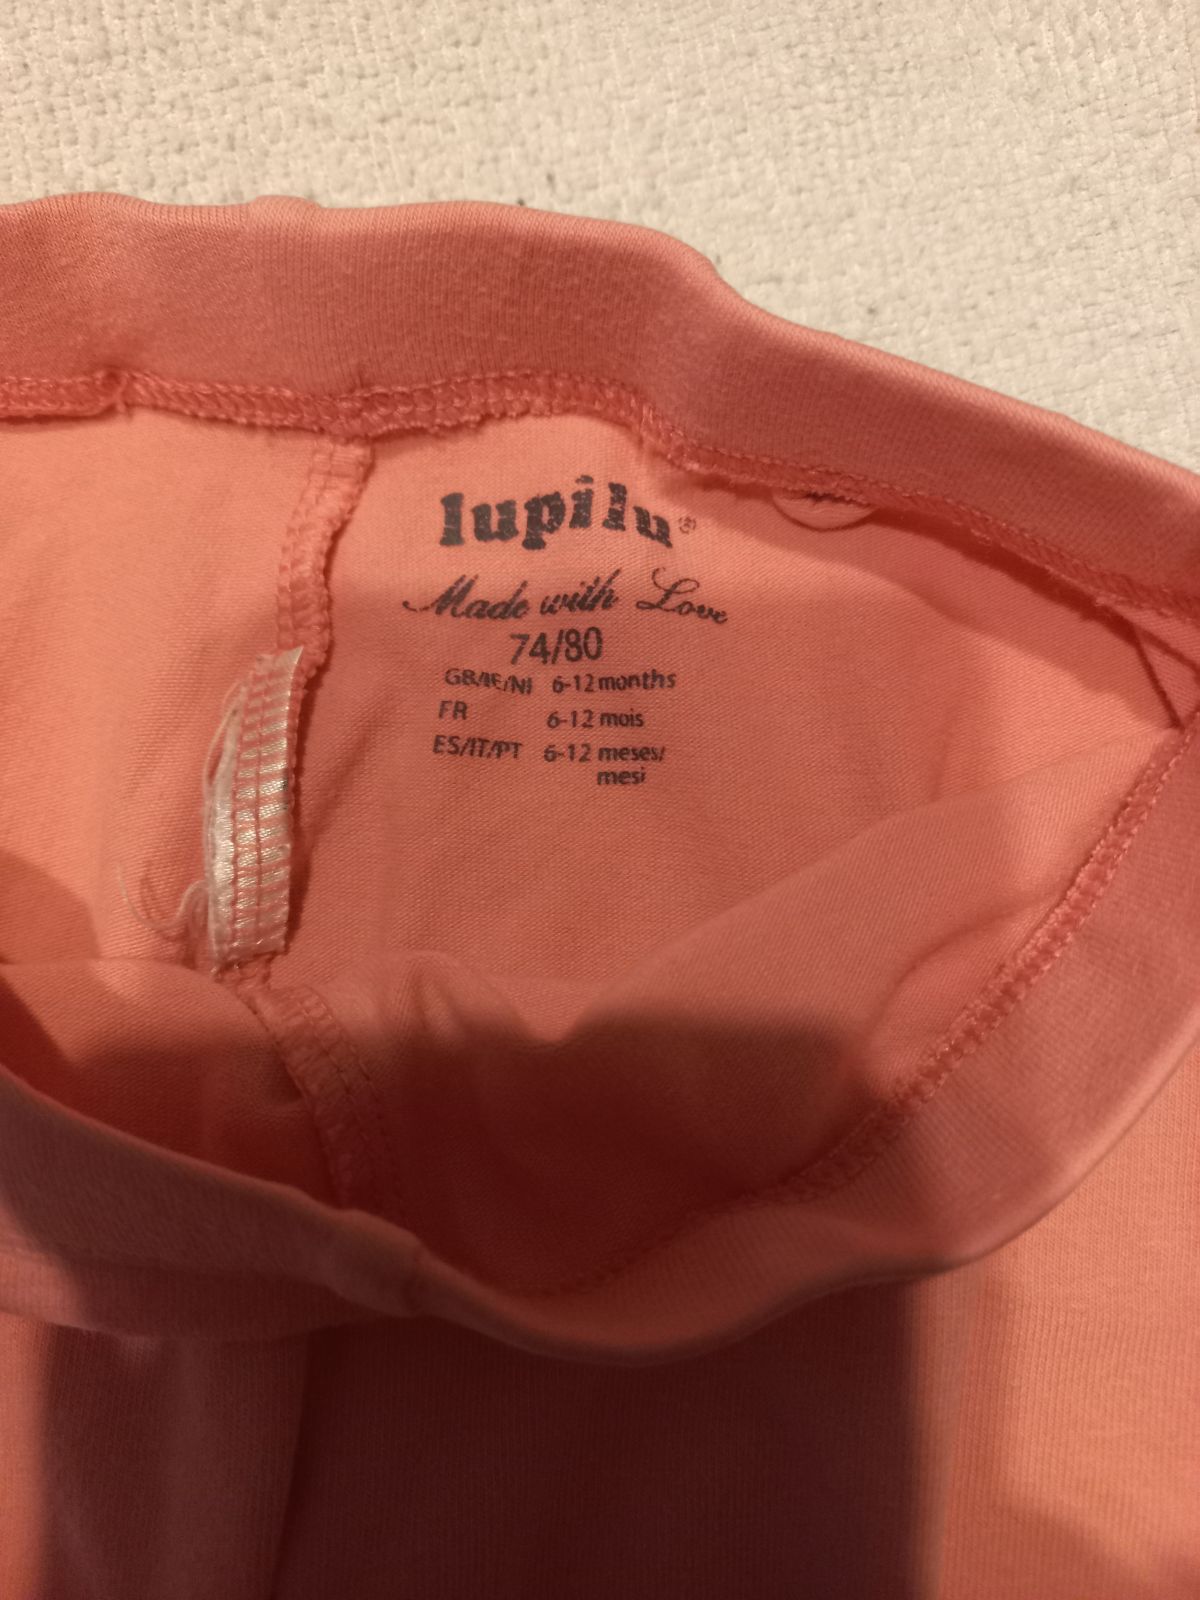 lupilu®
Made with Love
74/80
GB/IE/NI 6-12 months
FR 6-12 mois
ES/IT/PT 6-12 meses/
mesi